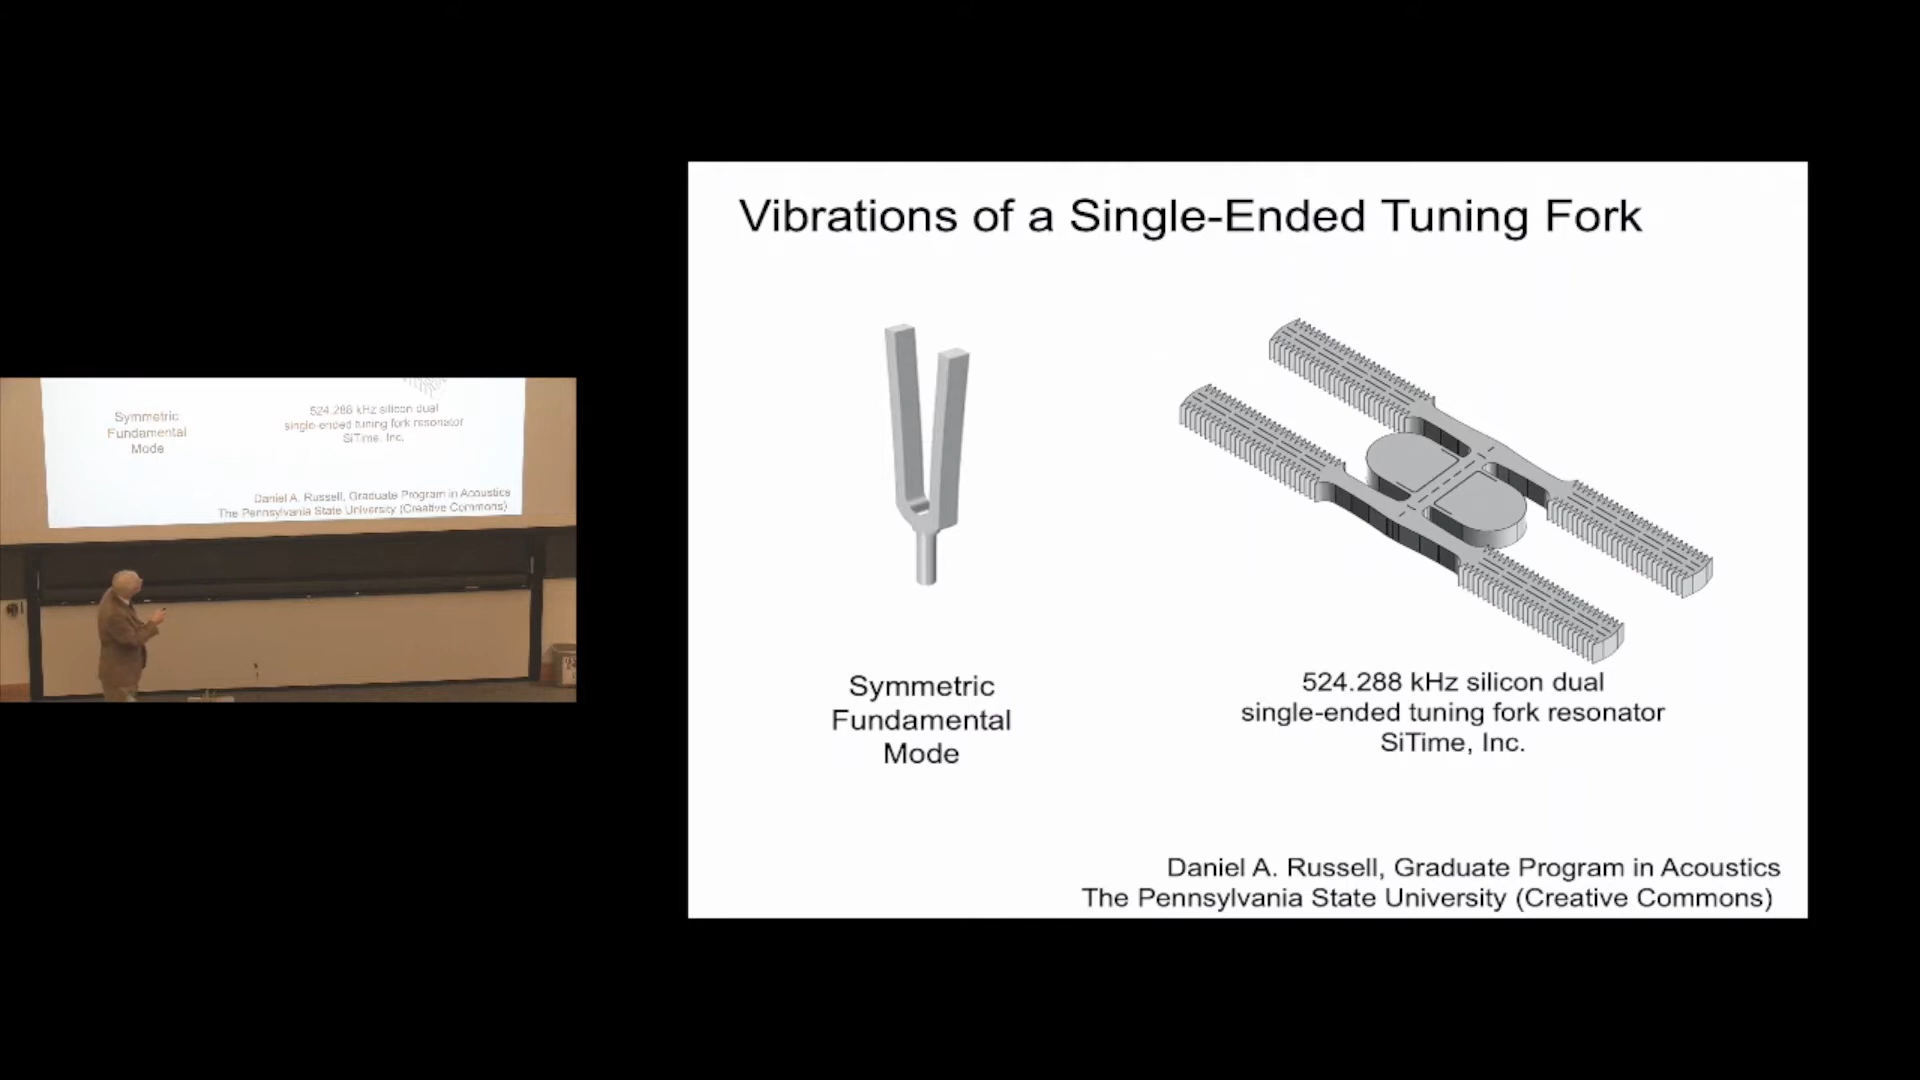 Vibrations of a Single-Ended Tuning Fork
Symmetric
Fundamental
Mode
524.288 kHz silicon dual
single-ended tuning fork resonator
SiTime, Inc.
Daniel A. Russell, Graduate Program in Acoustics
The Pennsylvania State University (Creative Commons)
Symmetric
Fundamental
Mode
524.288 kHz silicon dual
single-ended tuning fork resonator
SiTime, Inc.
Daniel A. Russell, Graduate Program in Acoustics
The Pennsylvania State University (Creative Commons)